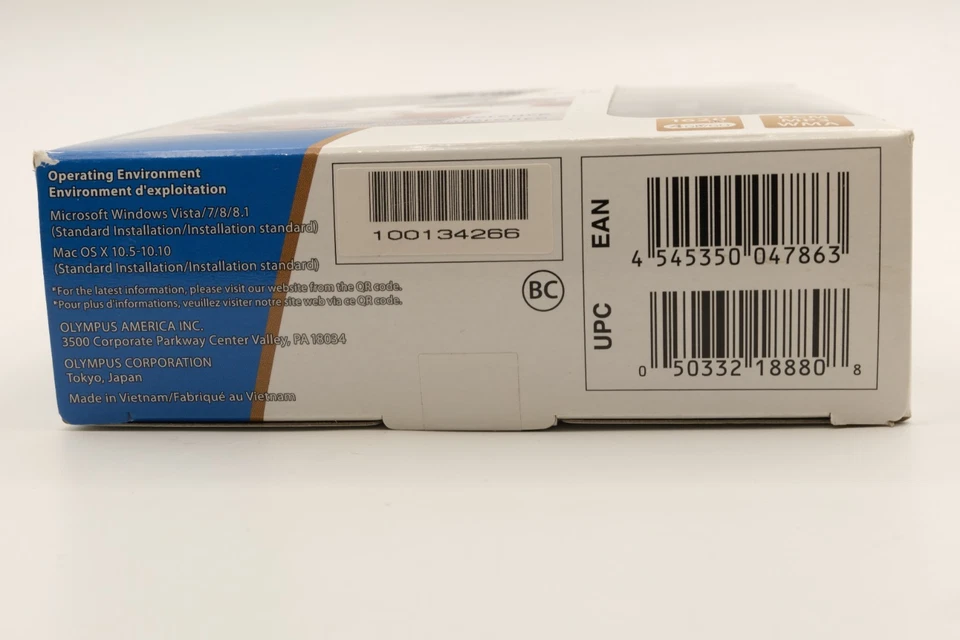 Operating Environment
Environment d'exploitation
Microsoft Windows Vista/7/8/8.1
(Standard Installation/Installation standard)
Mac OS X 10.5-10.10
(Standard Installation/Installation standard)
*For the latest information, please visit our website from the QR code.
*Pour plus d'informations, veuillez visiter notre site web via ce QR code.
OLYMPUS AMERICA INC.
3500 Corporate Parkway Center Valley, PA 18034
OLYMPUS CORPORATION
Tokyo, Japan
Made in Vietnam/Fabriqué au Vietnam
100134266
BC
EAN
4 545350 047863
UPC
0 50332 18880 8
WMA